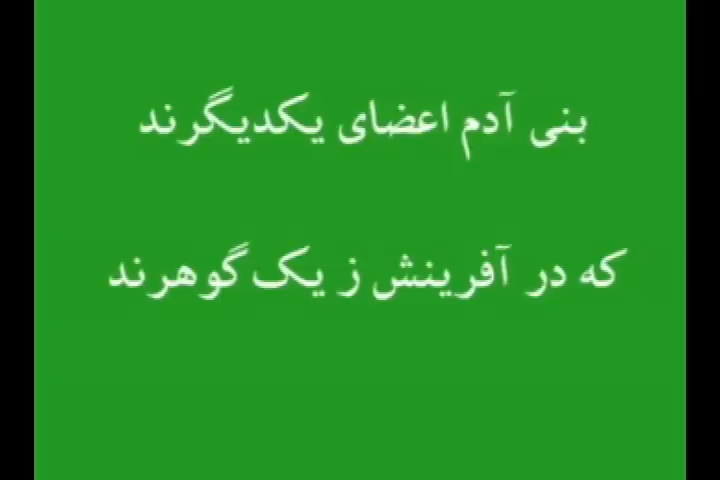 بنی آدم اعضای یکدیگرند
که در آفرینش ز یک گوهرند